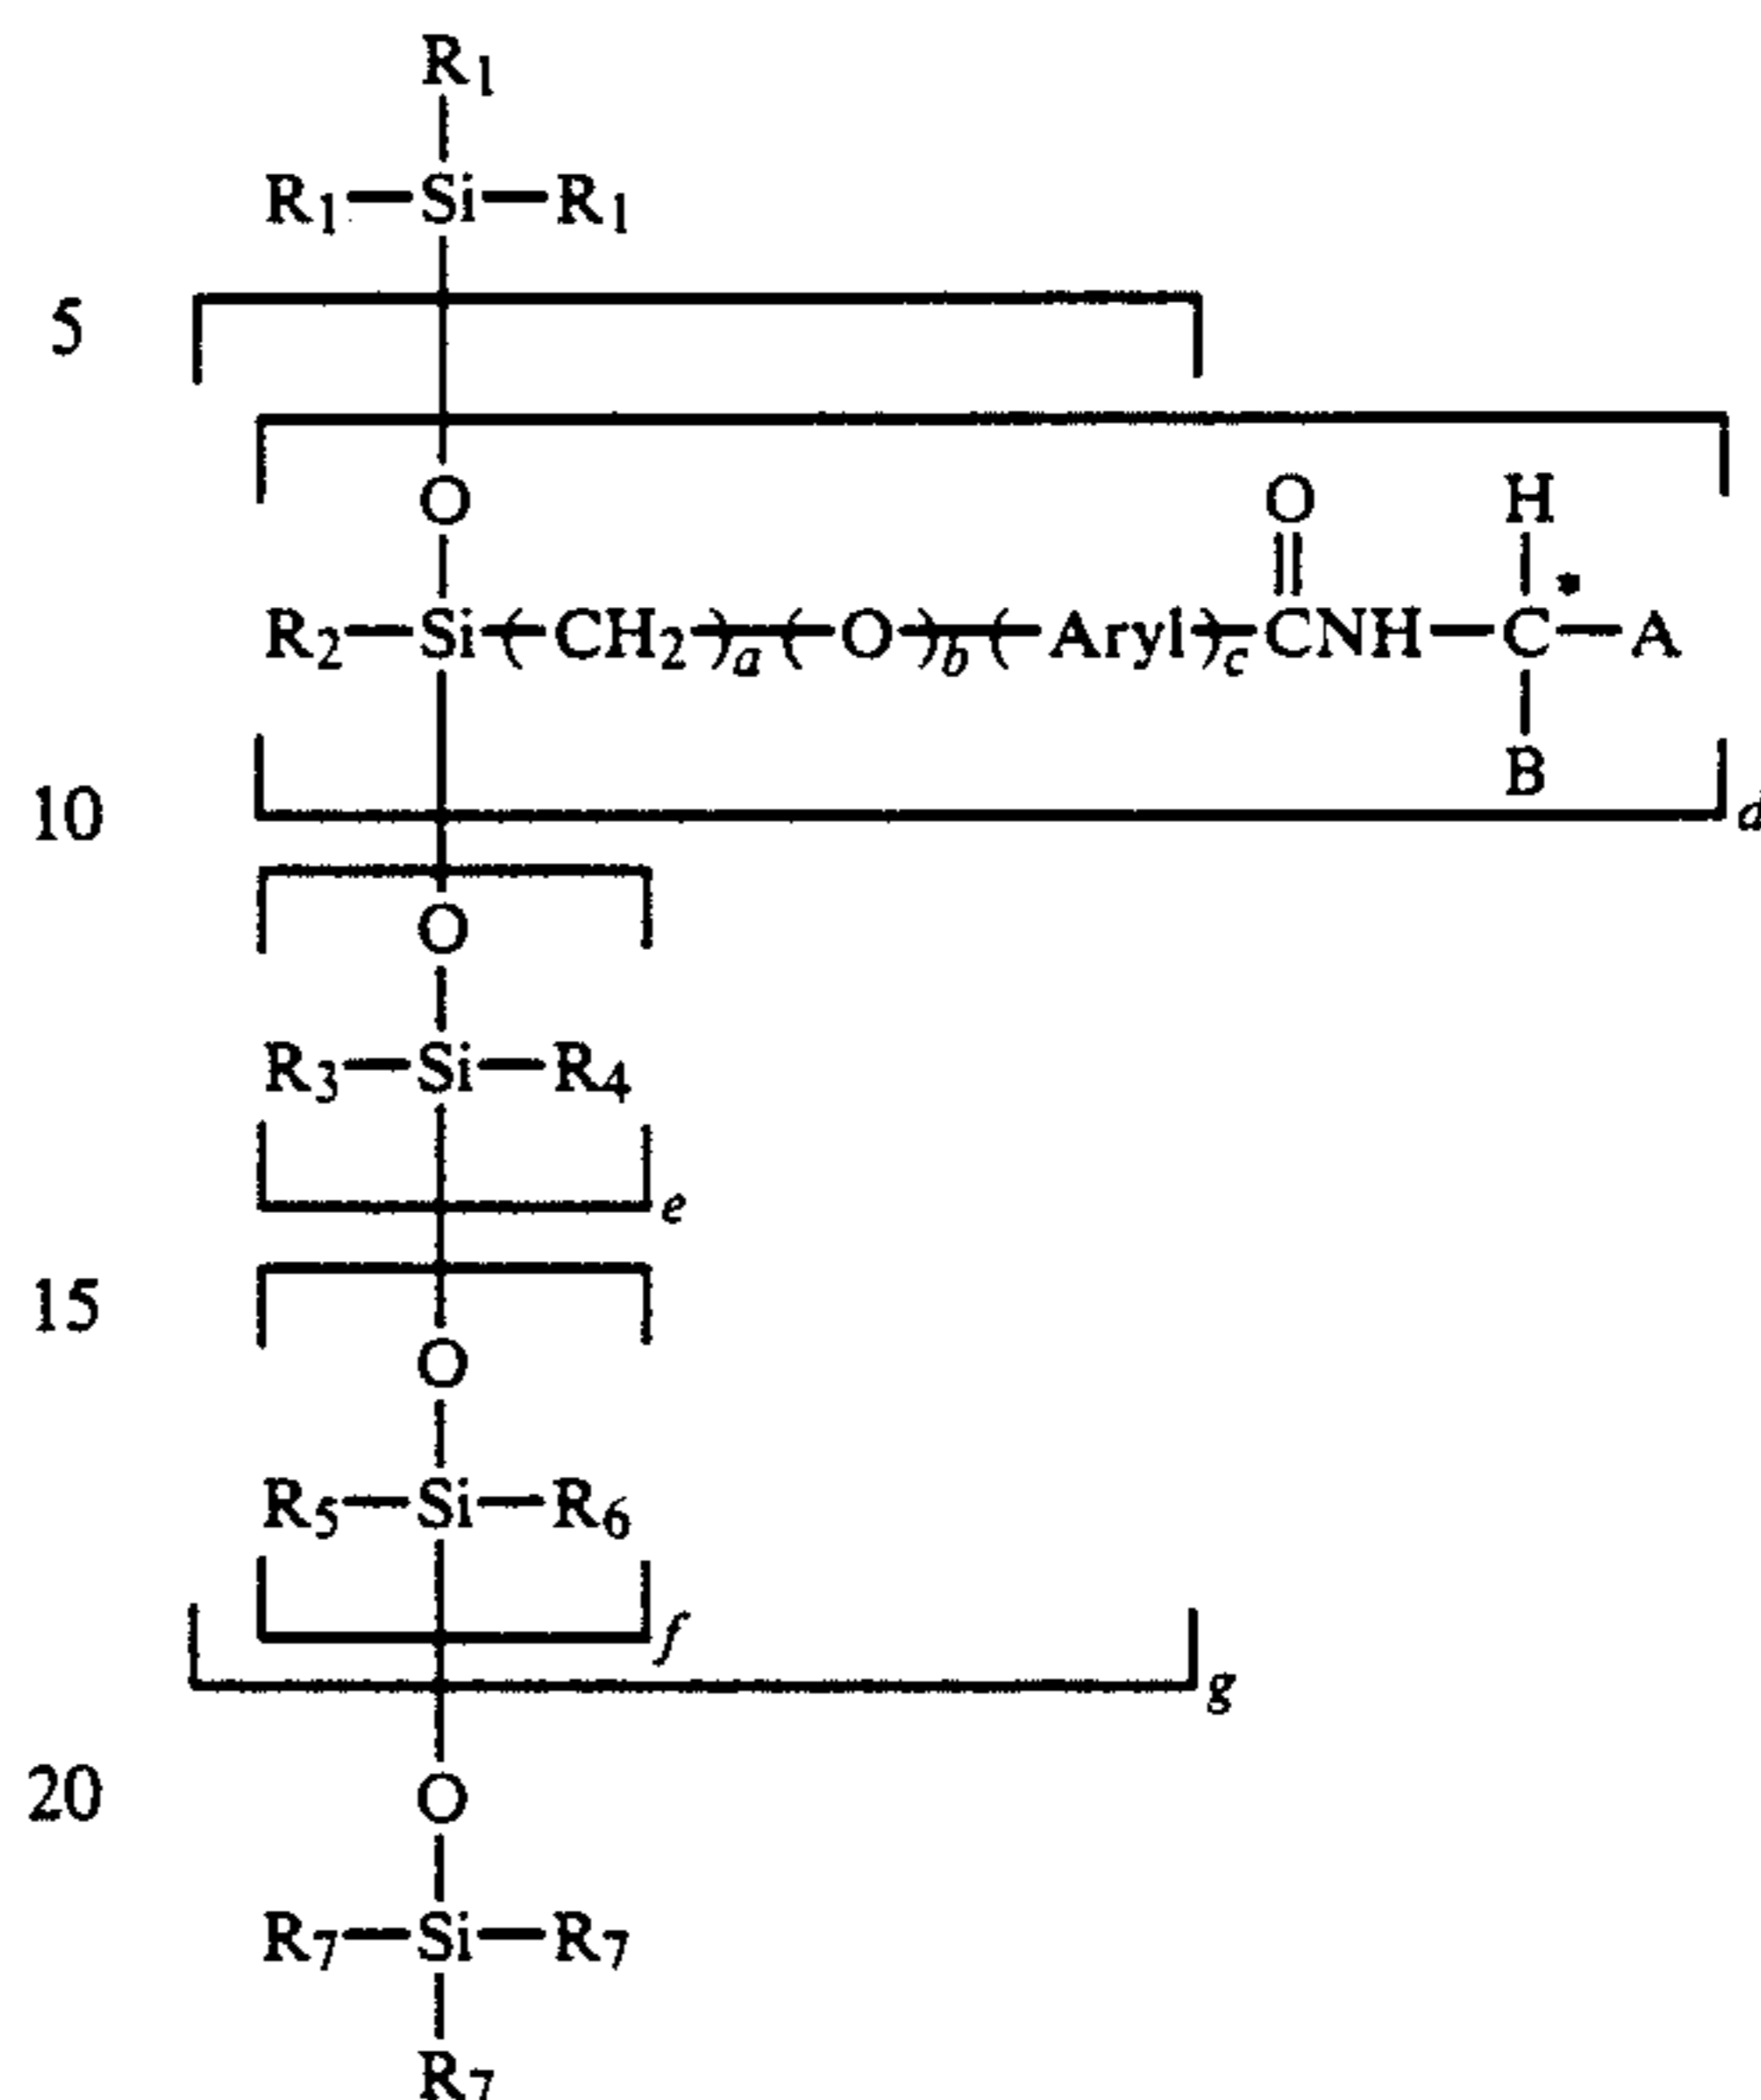 R1
R1—Si—R1
5
O O H
R2—Si—(CH2)a—(O)b—(Aryl)c—CNH—C*—A
B
10 d
O
R3—Si—R4
e
15
O
R5—Si—R6
f
g
20
O
R7—Si—R7
R7